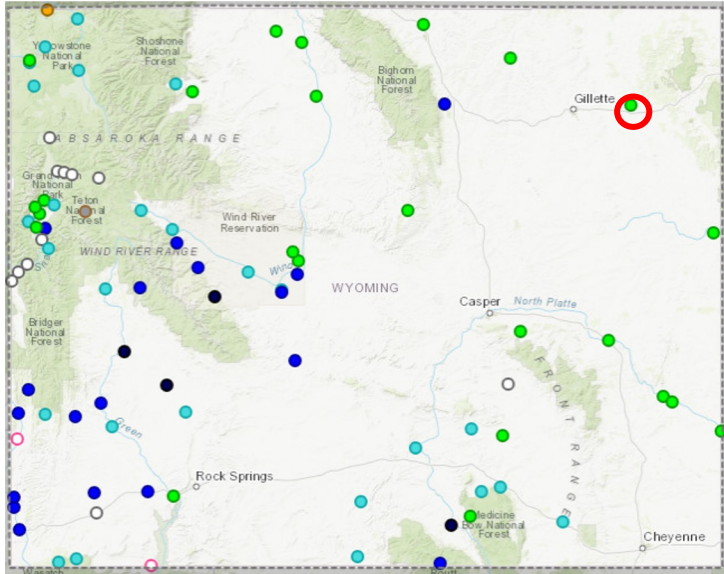 Yellowstone
National
Park
Shoshone
National
Forest
Bighorn
National
Forest
Gillette
ABSAROKA RANGE
National
Park
Teton
Forest
Wind River
Reservation
WIND RIVER RANGE
Wind
WYOMING
Casper
North Platte
Bridger
National
Forest
FRONT RANGE
Green
Rock Springs
Medicine
Bow National
Forest
Cheyenne